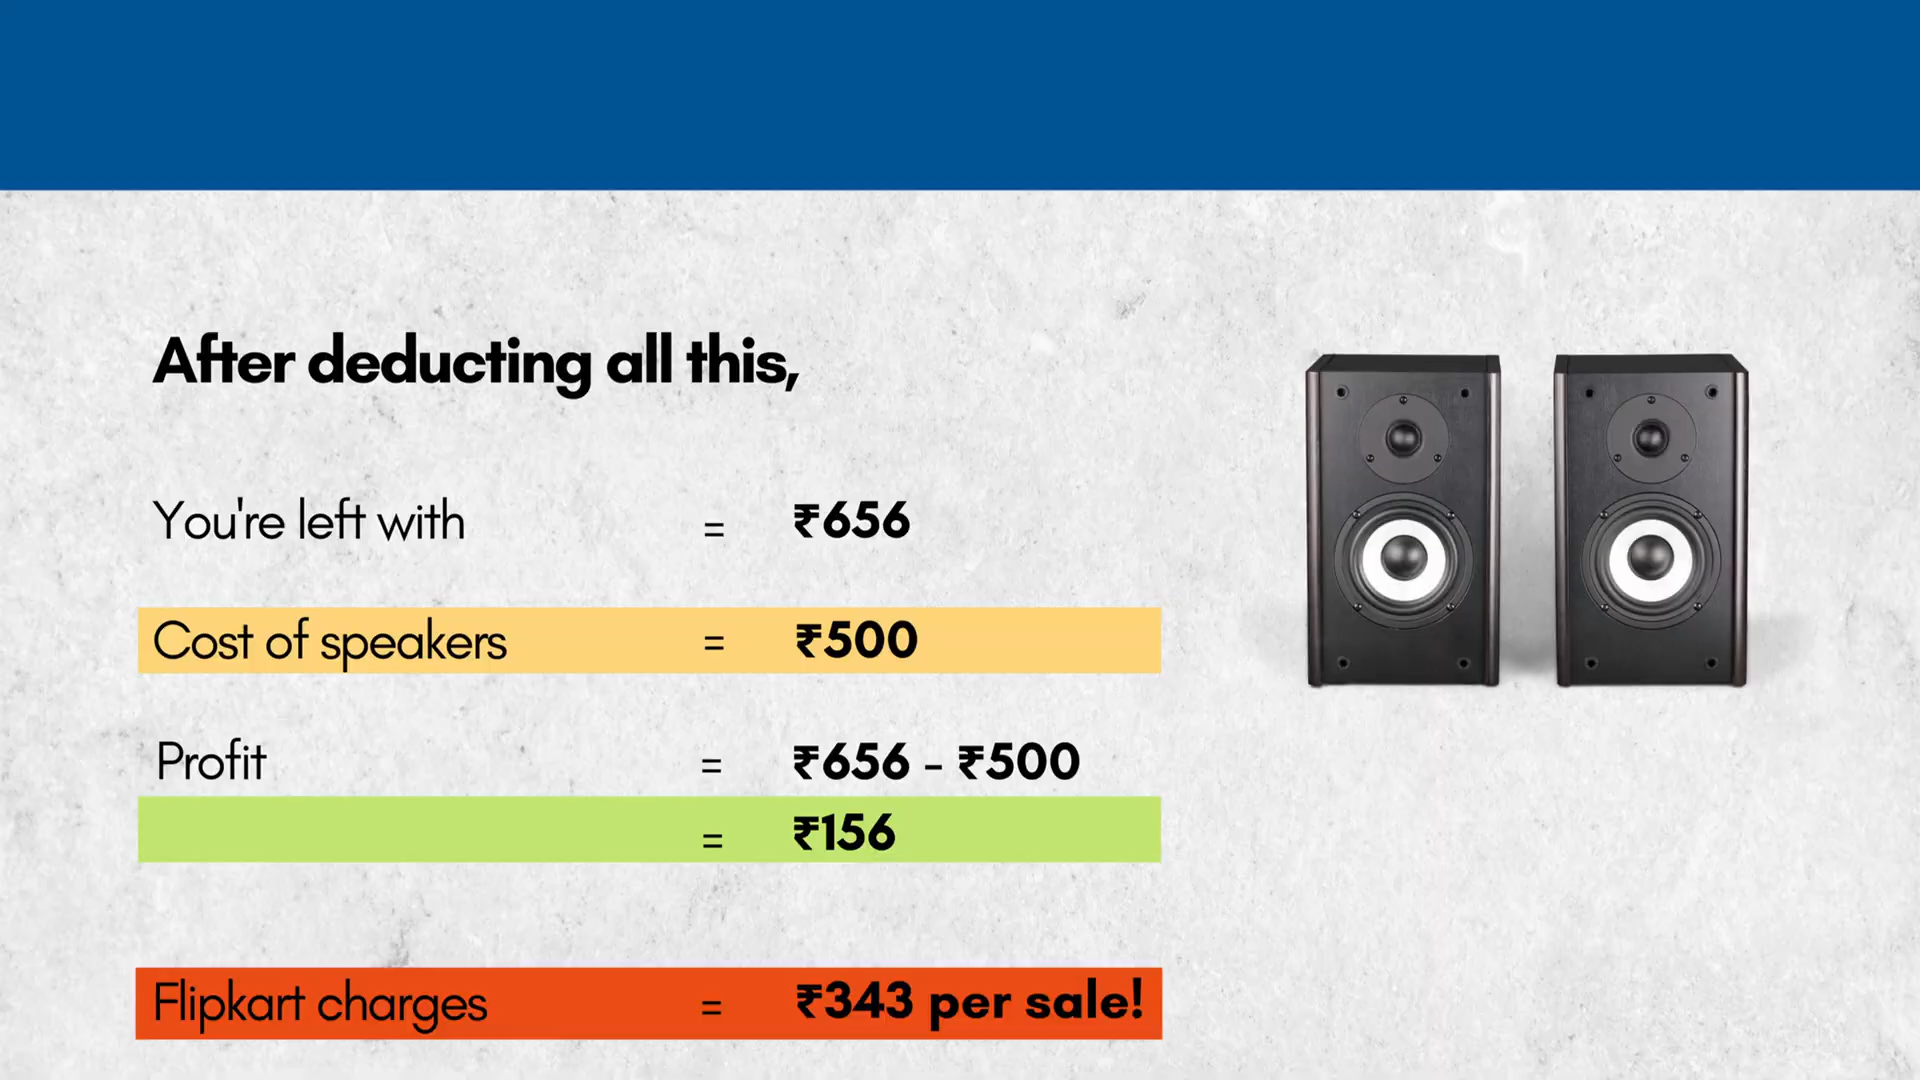 After deducting all this,
You're left with = ₹656
Cost of speakers = ₹500
Profit = ₹656 - ₹500
= ₹156
Flipkart charges = ₹343 per sale!